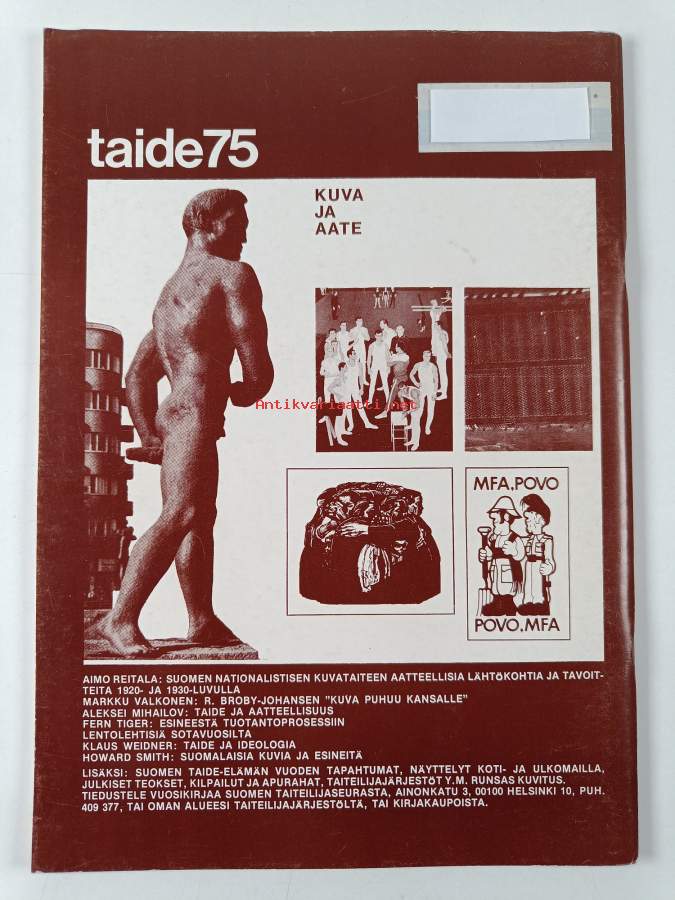 taide75
KUVA
JA
AATE
Antikvariaatti.net
MFA, POVO
POVO, MFA
AIMO REITALA: SUOMEN NATIONALISTISEN KUVATAITEEN AATTEELLISIA LÄHTÖKOHTIA JA TAVOIT-
TEITA 1920- JA 1930-LUVULLA
MARKKU VALKONEN: R. BROBY-JOHANSEN "KUVA PUHUU KANSALLE"
ALEKSEI MIHAILOV: TAIDE JA AATTEELLISUUS
FERN TIGER: ESINEESTÄ TUOTANTOPROSESSIIN
LENTOLEHTISIÄ SOTAVUOSILTA
KLAUS WEIDNER: TAIDE JA IDEOLOGIA
HOWARD SMITH: SUOMALAISIA KUVIA JA ESINEITÄ
LISÄKSI: SUOMEN TAIDE-ELÄMÄN VUODEN TAPAHTUMAT, NÄYTTELYT KOTI- JA ULKOMAILLA,
JULKISET TEOKSET, KILPAILUT JA APURAHAT, TAITEILIJAJÄRJESTÖT Y.M. RUNSAS KUVITUS.
TIEDUSTELE VUOSIKIRJAA SUOMEN TAITEILIJASEURASTA, AINONKATU 3, 00100 HELSINKI 10, PUH.
409 377, TAI OMAN ALUEESI TAITEILIJAJÄRJESTÖLTÄ, TAI KIRJAKAUPOISTA.